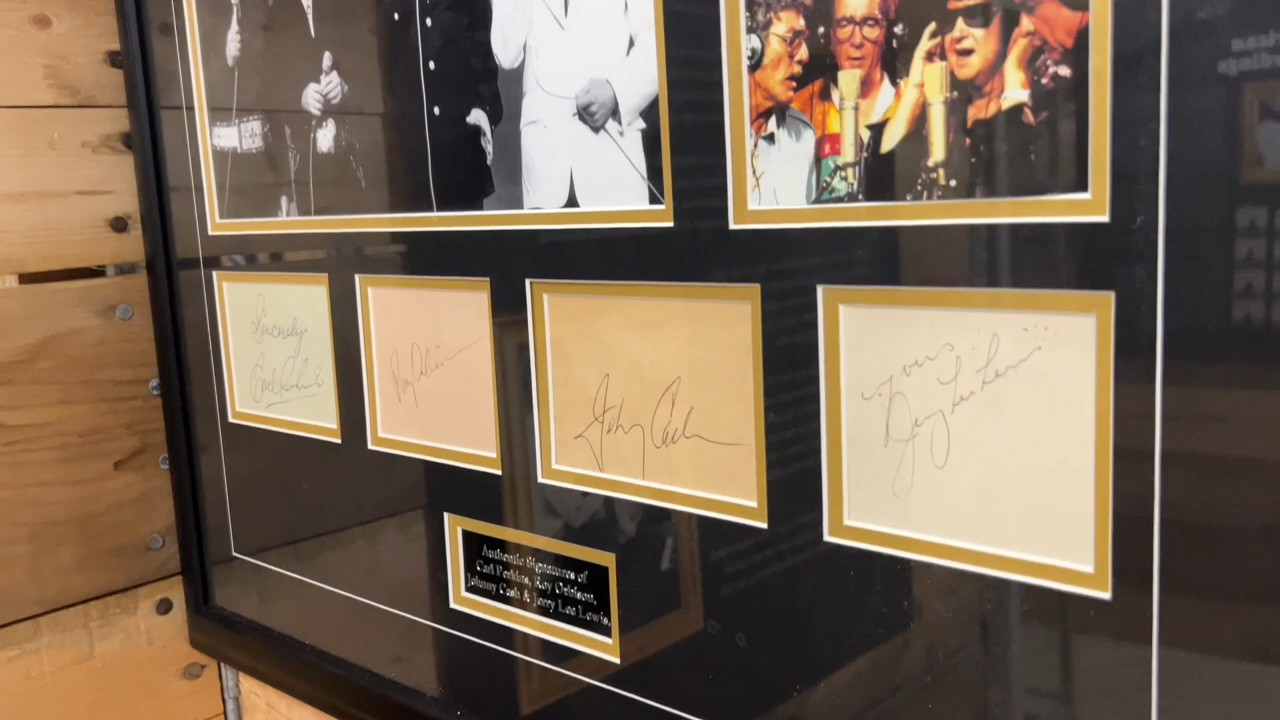 Sincerely
Carl Perkins
Roy Orbison
Johnny Cash
Yours
Jerry Lee Lewis
Authentic Signatures of
Carl Perkins, Roy Orbison,
Johnny Cash & Jerry Lee Lewis.